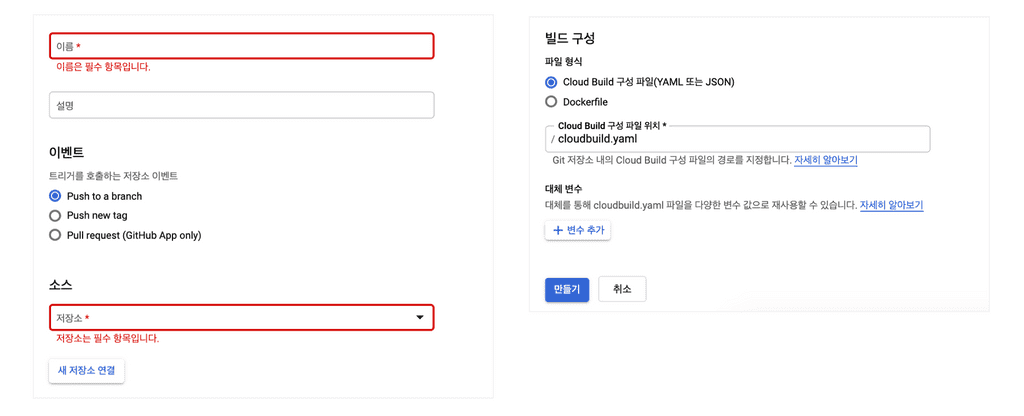 이름 *
이름은 필수 항목입니다.
설명
이벤트
트리거를 호출하는 저장소 이벤트
Push to a branch
Push new tag
Pull request (GitHub App only)
소스
저장소 *
저장소는 필수 항목입니다.
새 저장소 연결
빌드 구성
파일 형식
Cloud Build 구성 파일(YAML 또는 JSON)
Dockerfile
Cloud Build 구성 파일 위치 *
/ cloudbuild.yaml
Git 저장소 내의 Cloud Build 구성 파일의 경로를 지정합니다. 자세히 알아보기
대체 변수
대체를 통해 cloudbuild.yaml 파일을 다양한 변수 값으로 재사용할 수 있습니다. 자세히 알아보기
+ 변수 추가
만들기 취소